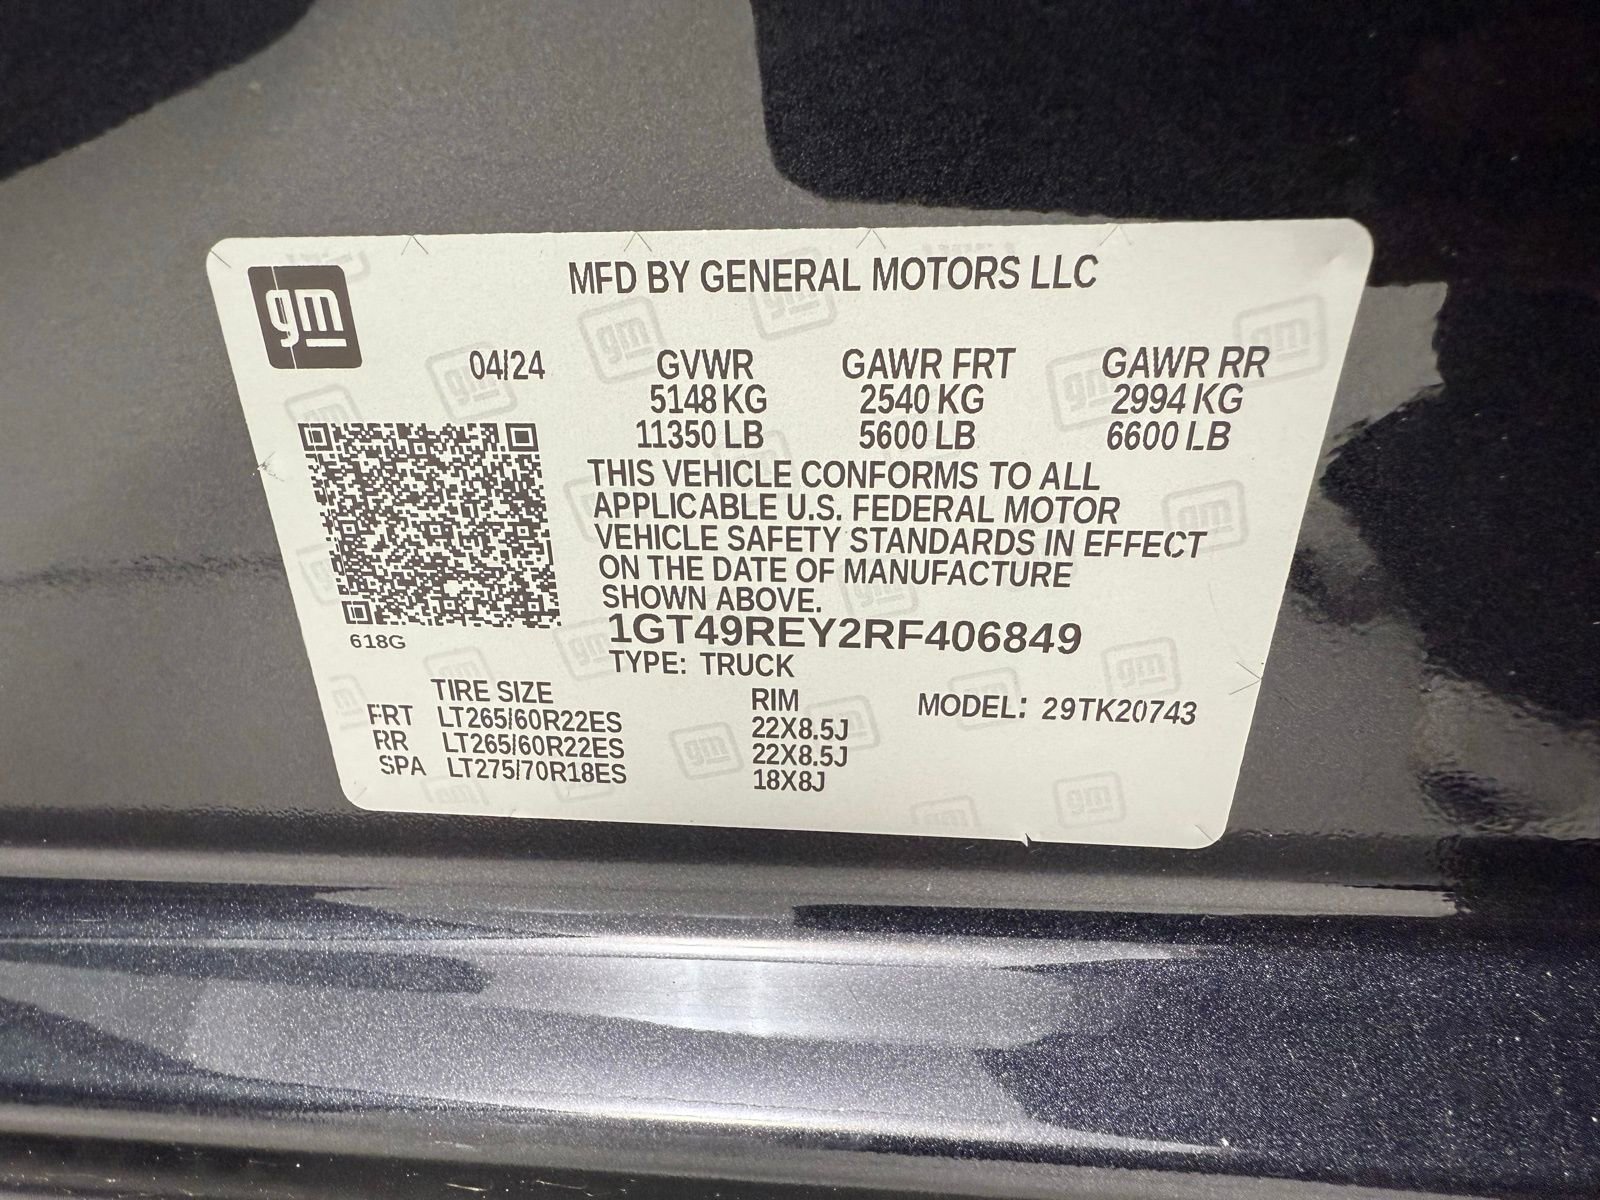 gm
MFD BY GENERAL MOTORS LLC
04/24 GVWR GAWR FRT GAWR RR
5148 KG 2540 KG 2994 KG
11350 LB 5600 LB 6600 LB
THIS VEHICLE CONFORMS TO ALL
APPLICABLE U.S. FEDERAL MOTOR
VEHICLE SAFETY STANDARDS IN EFFECT
ON THE DATE OF MANUFACTURE
SHOWN ABOVE.
618G
1GT49REY2RF406849
TYPE: TRUCK
TIRE SIZE RIM MODEL: 29TK20743
FRT LT265/60R22ES 22X8.5J
RR LT265/60R22ES 22X8.5J
SPA LT275/70R18ES 18X8J